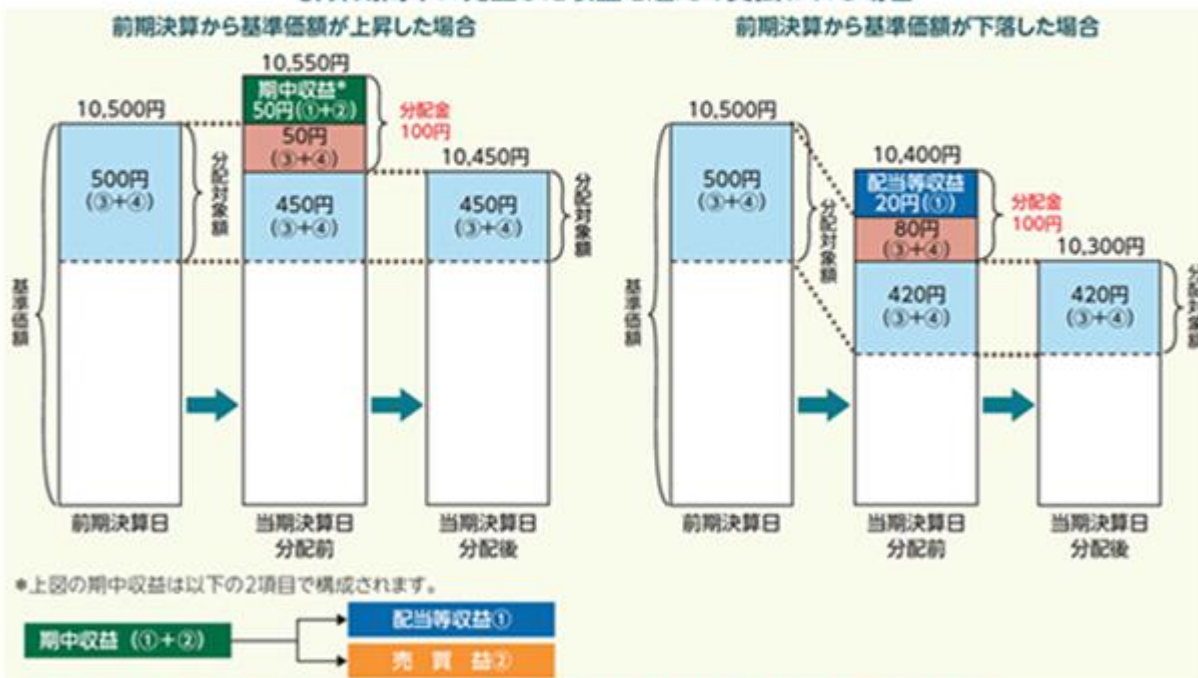 前期決算から基準価額が上昇した場合
10,550円
10,500円
期中収益*
50円(①+②)
分配金
100円
50円
(③+④)
10,450円
500円
(③+④)
分配対象額
450円
(③+④)
450円
(③+④)
分配対象額
基準価額
前期決算日
当期決算日
分配前
当期決算日
分配後
前期決算から基準価額が下落した場合
10,500円
10,400円
500円
(③+④)
分配対象額
配当等収益
20円(①)
分配金
100円
80円
(③+④)
10,300円
420円
(③+④)
420円
(③+④)
分配対象額
基準価額
前期決算日
当期決算日
分配前
当期決算日
分配後
*上図の期中収益は以下の2項目で構成されます。
期中収益 (①+②)
配当等収益①
売 買 益②